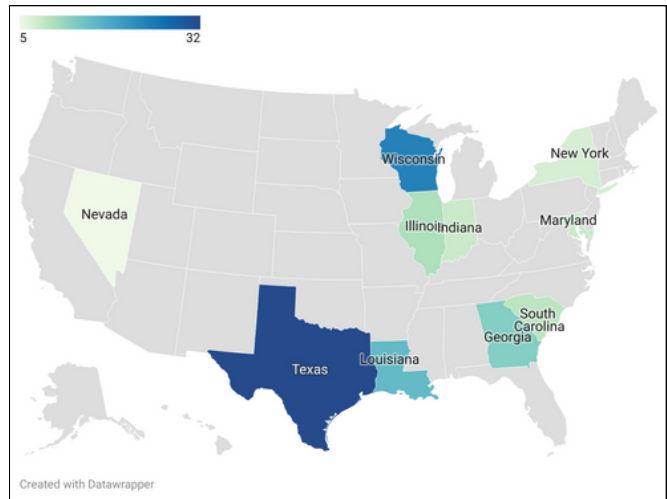 5 32
Wisconsin
New York
Nevada
Illinois
Indiana
Maryland
South
Carolina
Georgia
Louisiana
Texas
Created with Datawrapper